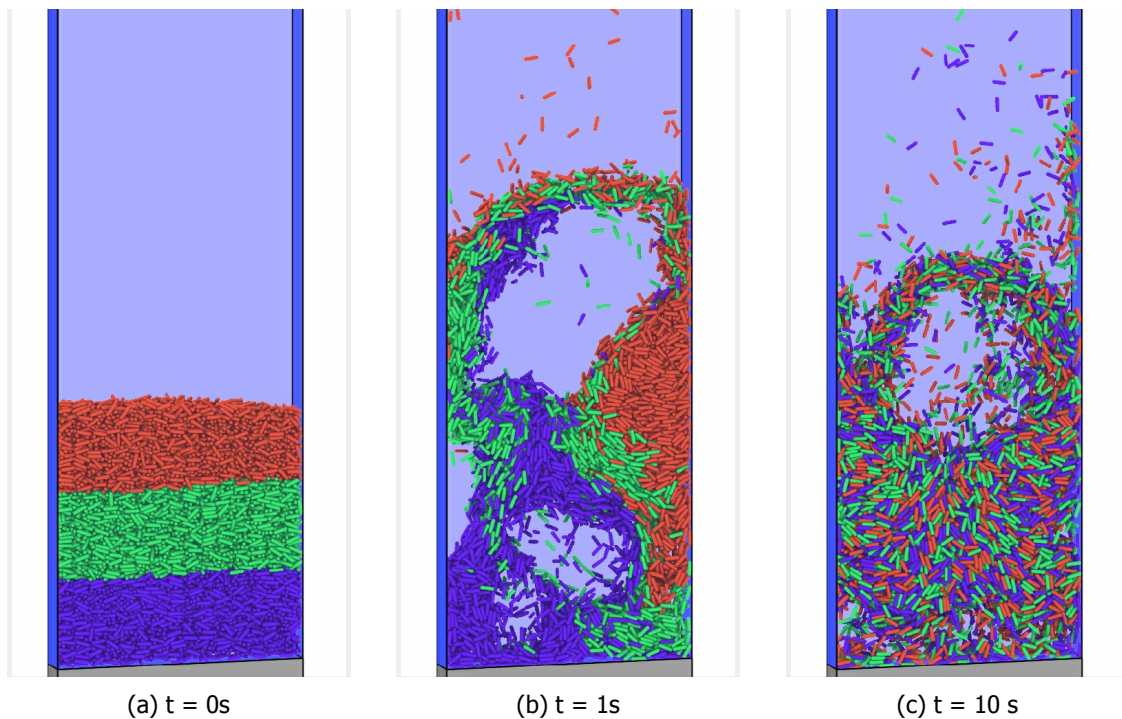 (a) t = 0s
(b) t = 1s
(c) t = 10 s